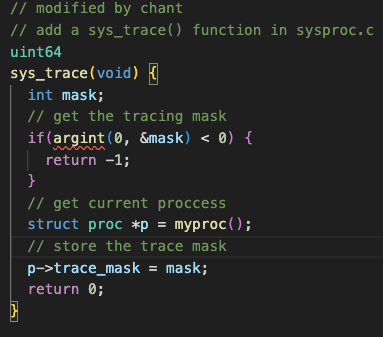 // modified by chant
// add a sys_trace() function in sysproc.c
uint64
sys_trace(void) {
int mask;
// get the tracing mask
if(argint(0, &mask) < 0) {
return -1;
}
// get current proccess
struct proc *p = myproc();
// store the trace mask
p->trace_mask = mask;
return 0;
}